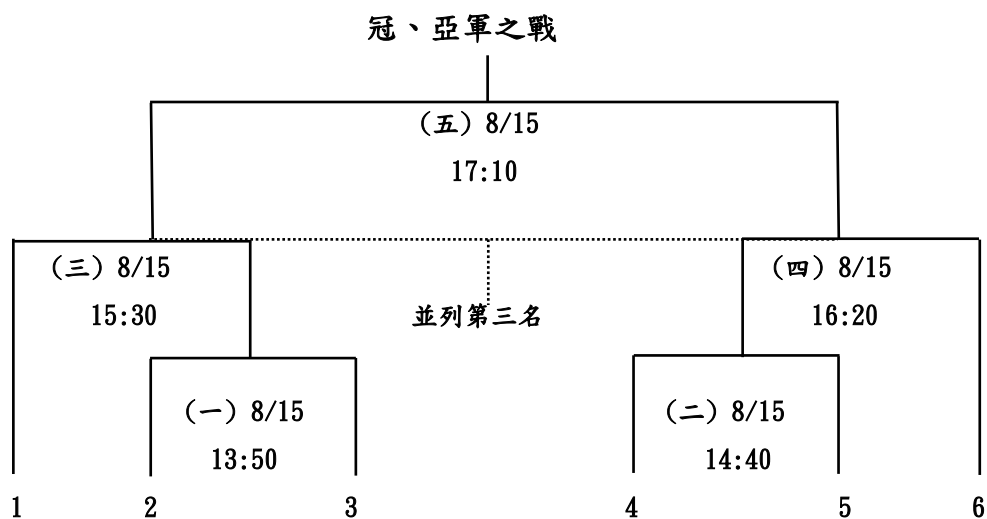 冠、亞軍之戰
(五) 8/15
17:10
(三) 8/15
15:30
(四) 8/15
16:20
並列第三名
(一) 8/15
13:50
(二) 8/15
14:40
1 2 3 4 5 6